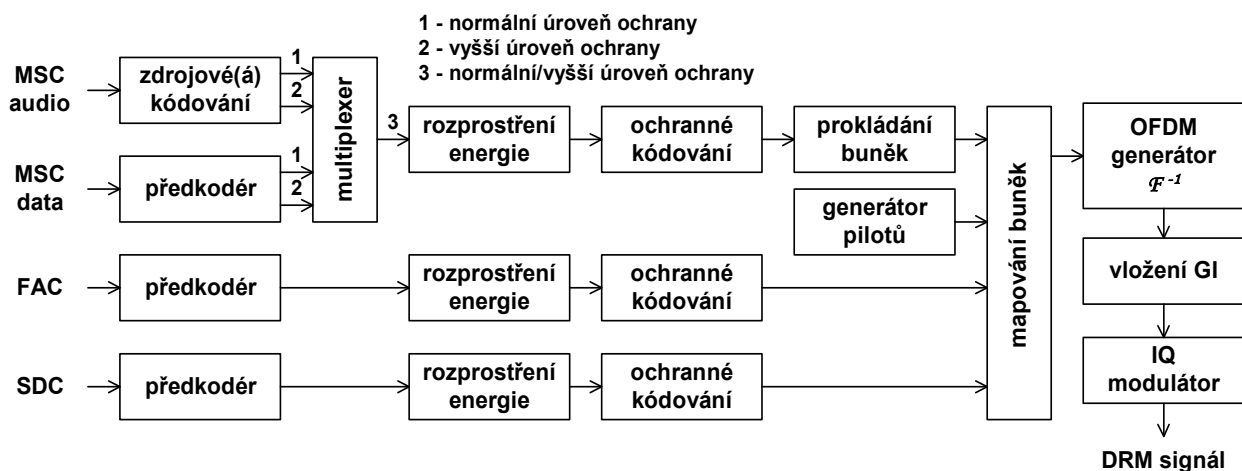 1 - normální úroveň ochrany
2 - vyšší úroveň ochrany
3 - normální/vyšší úroveň ochrany
MSC
audio
zdrojové(á)
kódování
1
2
multiplexer
3
rozprostření
energie
ochranné
kódování
prokládání
buněk
mapování buněk
OFDM
generátor
ℱ⁻¹
MSC
data
předkodér
1
2
generátor
pilotů
vložení GI
FAC
předkodér
rozprostření
energie
ochranné
kódování
IQ
modulátor
SDC
předkodér
rozprostření
energie
ochranné
kódování
DRM signál